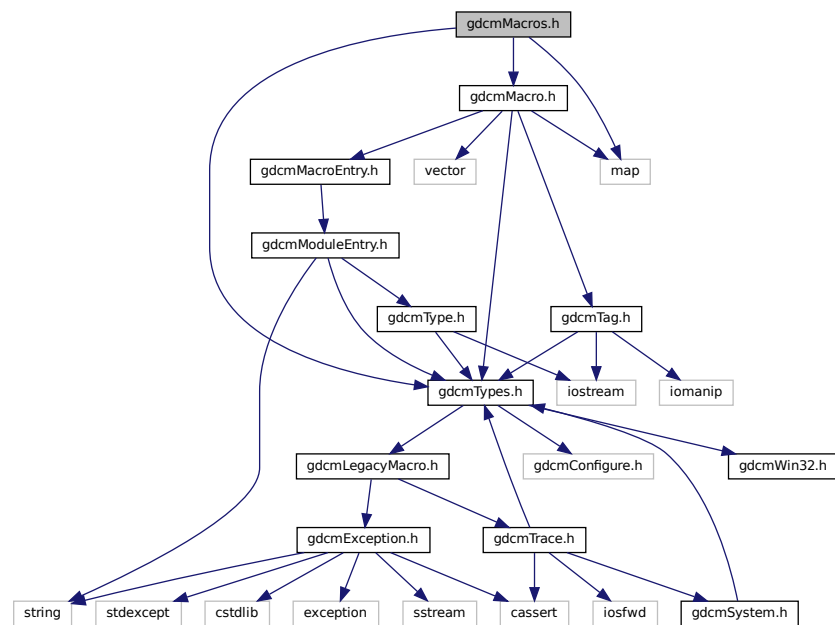 gdcmMacros.h
gdcmMacro.h
gdcmMacroEntry.h
vector
map
gdcmModuleEntry.h
gdcmType.h
gdcmTag.h
gdcmTypes.h
iostream
iomanip
gdcmLegacyMacro.h
gdcmConfigure.h
gdcmWin32.h
gdcmException.h
gdcmTrace.h
string
stdexcept
cstdlib
exception
sstream
cassert
iosfwd
gdcmSystem.h